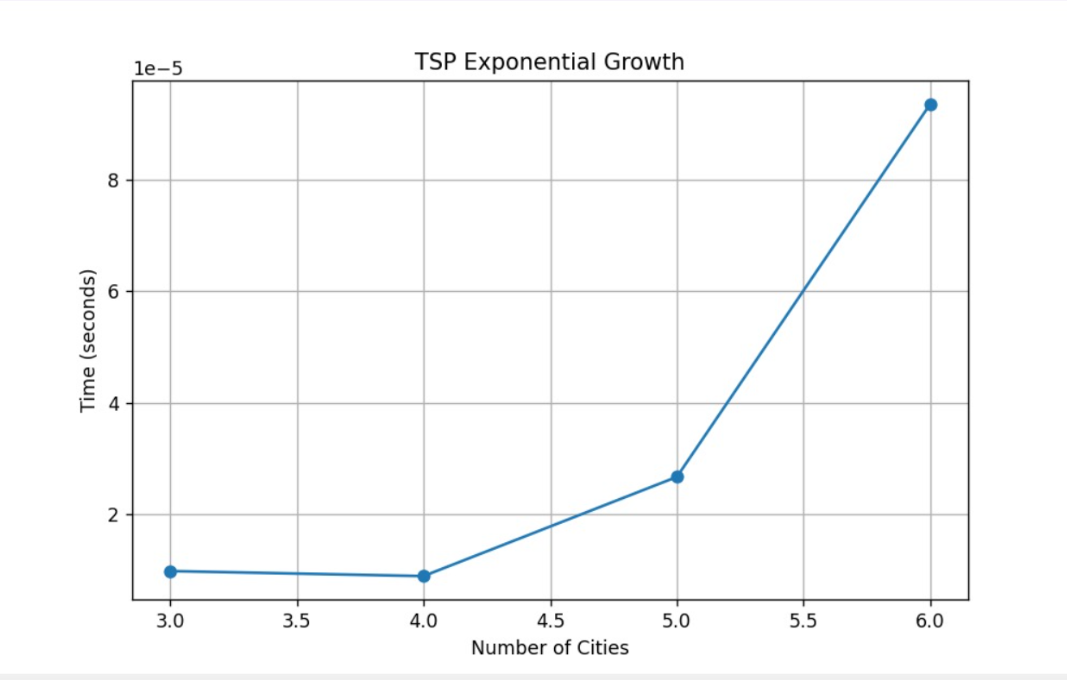 TSP Exponential Growth
1e−5
8
6
4
2
Time (seconds)
3.0 3.5 4.0 4.5 5.0 5.5 6.0
Number of Cities